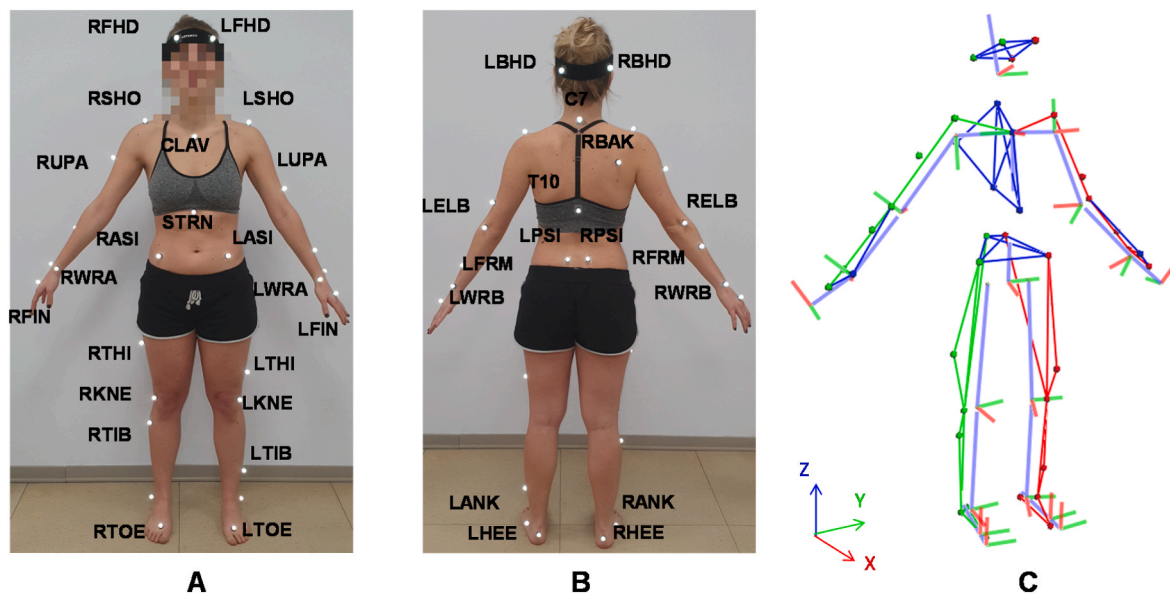 RFHD LFHD
RSHO LSHO
CLAV
RUPA LUPA
STRN
RASI LASI
RWRA LWRA
RFIN LFIN
RTHI LTHI
RKNE LKNE
RTIB LTIB
RTOE LTOE
A
LBHD RBHD
C7
RBAK
T10
LELB RELB
LPSI RPSI
LFRM RFRM
LWRB RWRB
LANK RANK
LHEE RHEE
B
Z
Y
X
C